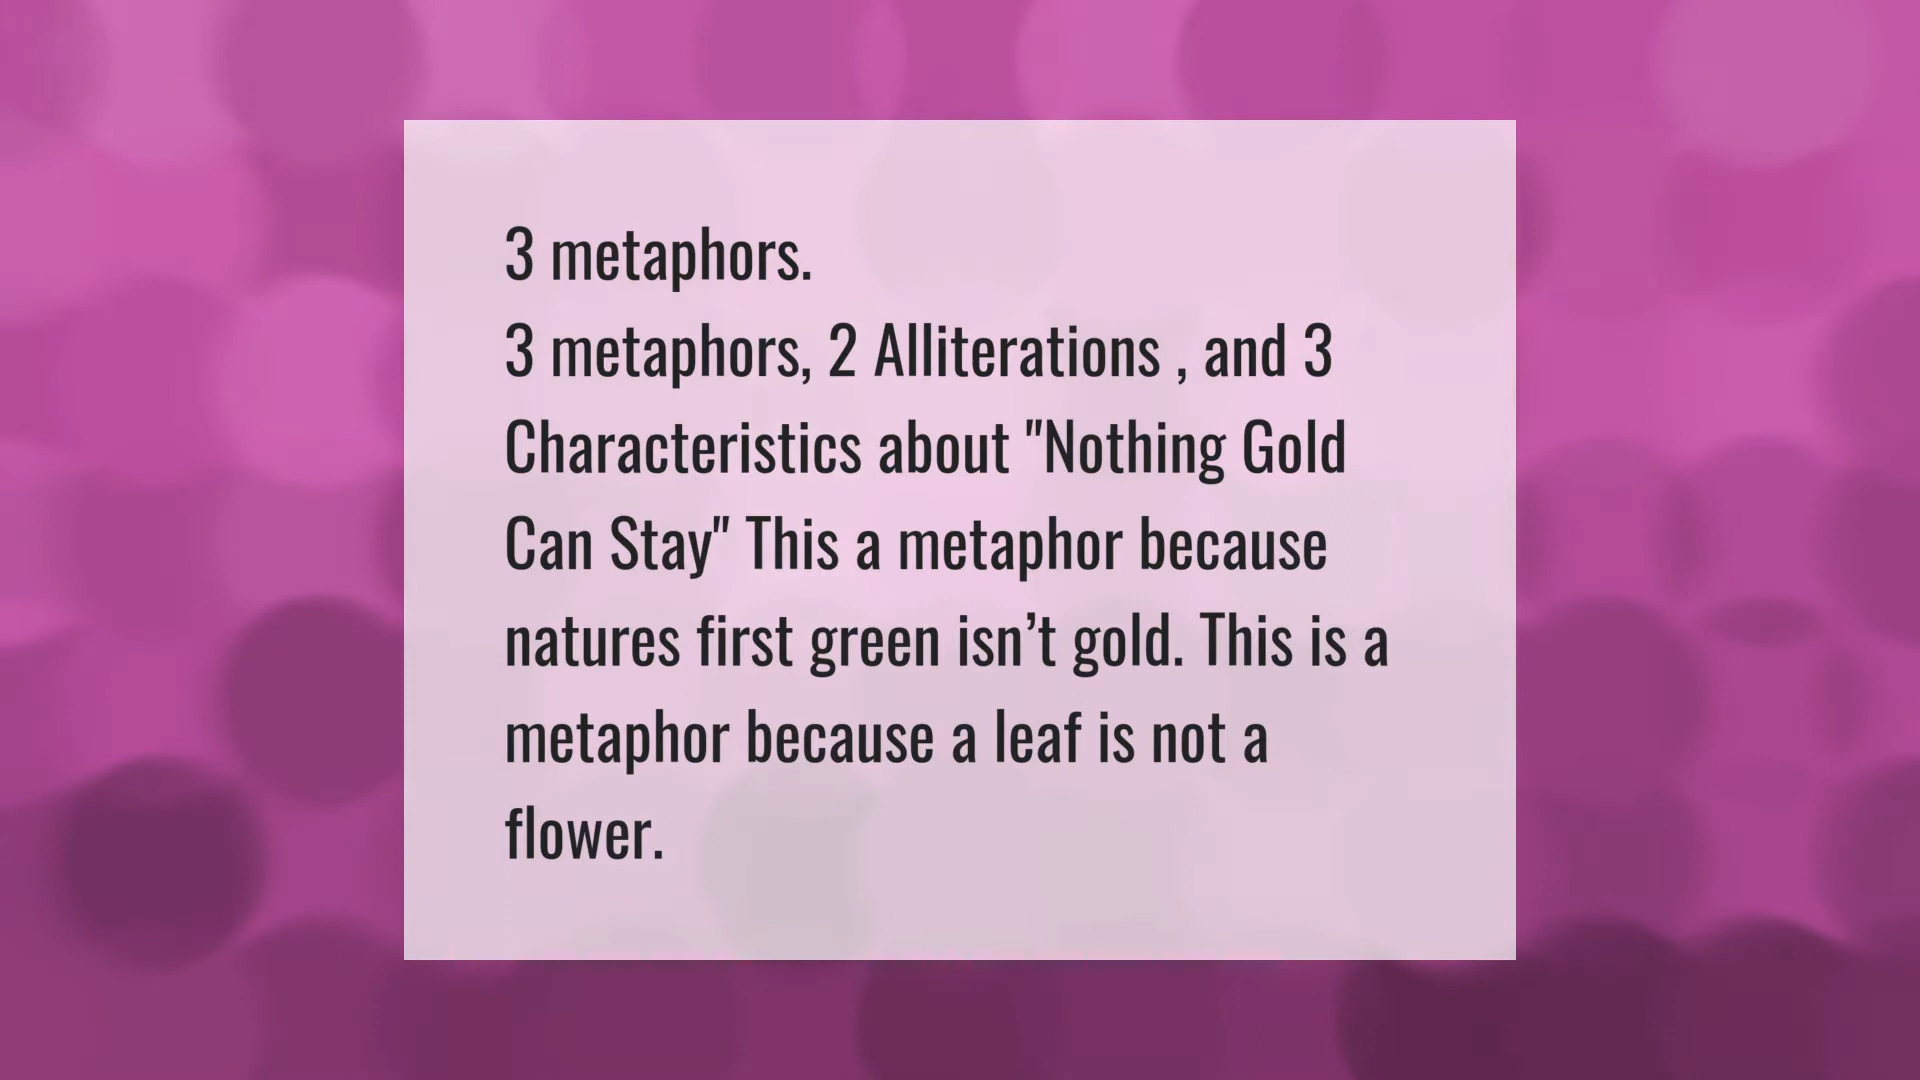 3 metaphors.
3 metaphors, 2 Alliterations , and 3
Characteristics about "Nothing Gold
Can Stay" This a metaphor because
natures first green isn’t gold. This is a
metaphor because a leaf is not a
flower.